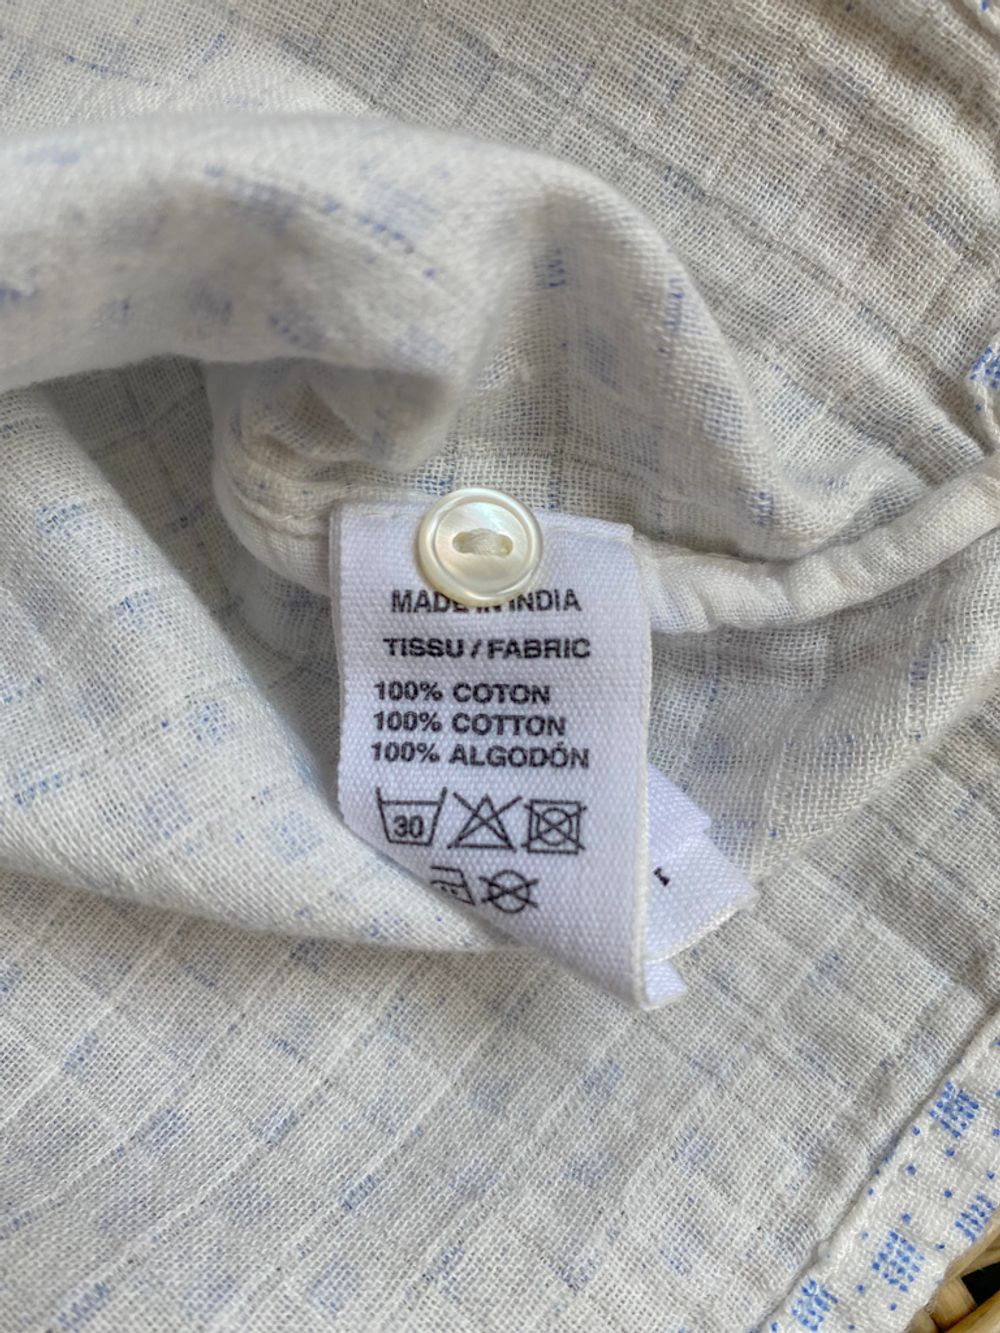 MADE IN INDIA
TISSU / FABRIC
100% COTON
100% COTTON
100% ALGODÓN
30